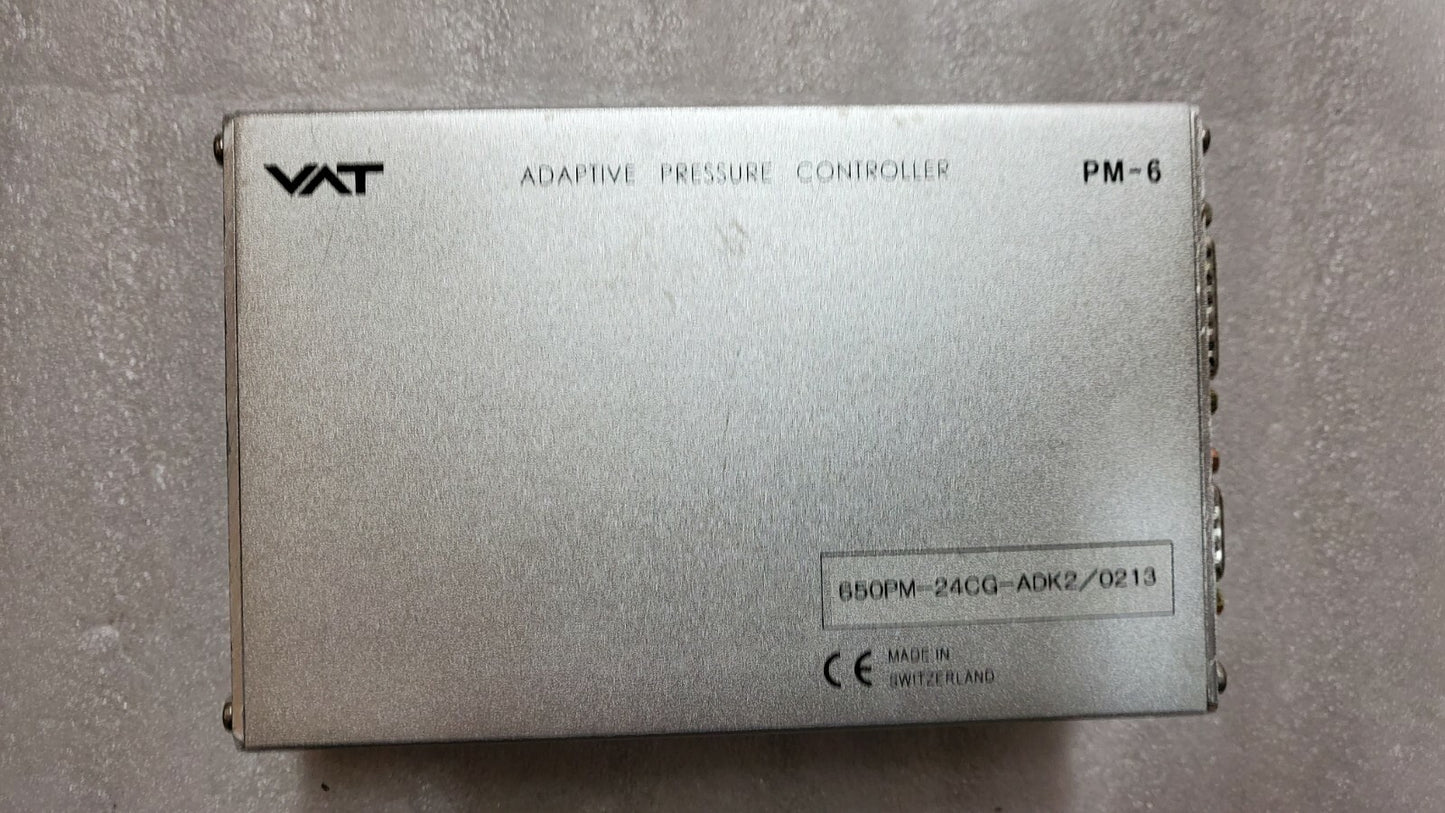 VAT ADAPTIVE PRESSURE CONTROLLER PM-6
650PM-24CG-ADK2/0213
CE MADE IN
SWITZERLAND